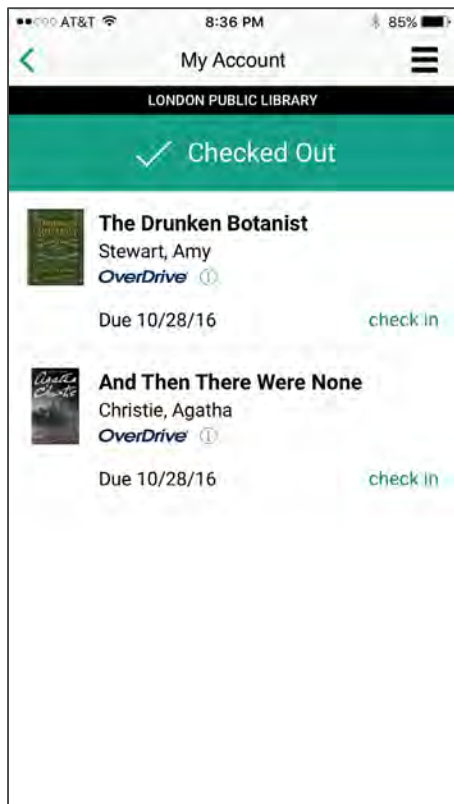 AT&T 8:36 PM 85%
My Account
LONDON PUBLIC LIBRARY
Checked Out
The Drunken Botanist
Stewart, Amy
OverDrive
Due 10/28/16 check in
Agatha
Christie
And Then There Were None
Christie, Agatha
OverDrive
Due 10/28/16 check in